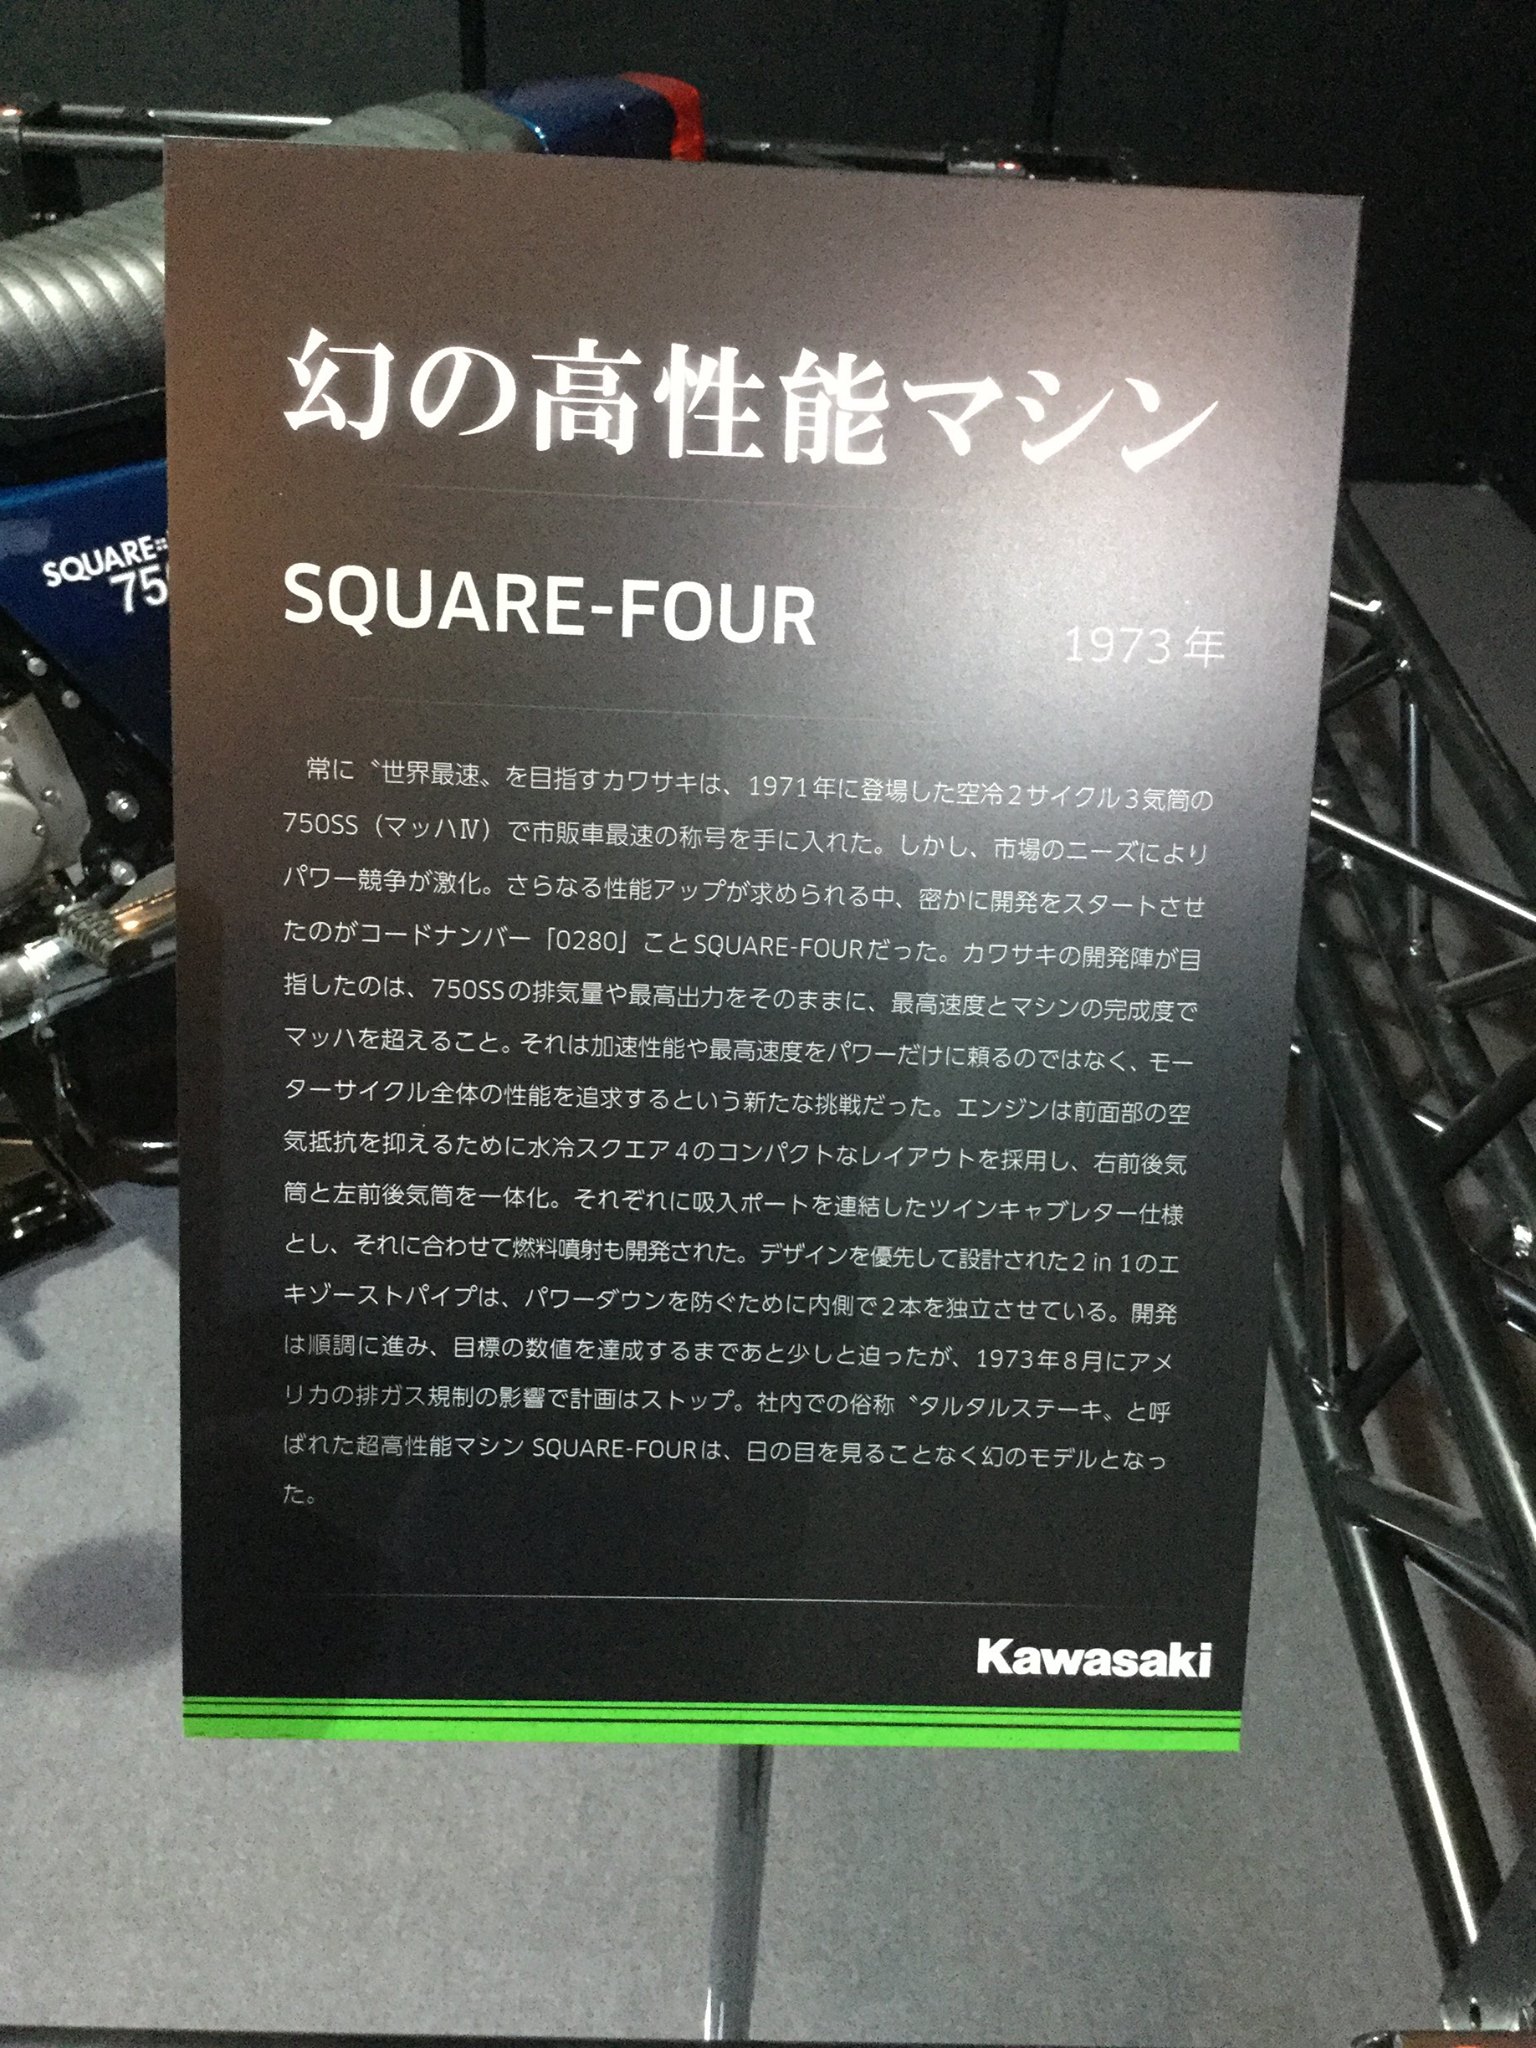 幻の高性能マシン
SQUARE-FOUR
1973年
常に〝世界最速〟を目指すカワサキは、1971年に登場した空冷2サイクル3気筒の
750SS（マッハⅣ）で市販車最速の称号を手に入れた。しかし、市場のニーズにより
パワー競争が激化。さらなる性能アップが求められる中、密かに開発をスタートさせ
たのがコードナンバー「0280」ことSQUARE-FOURだった。カワサキの開発陣が目
指したのは、750SSの排気量や最高出力をそのままに、最高速度とマシンの完成度で
マッハを超えること。それは加速性能や最高速度をパワーだけに頼るのではなく、モー
ターサイクル全体の性能を追求するという新たな挑戦だった。エンジンは前面部の空
気抵抗を抑えるために水冷スクエア4のコンパクトなレイアウトを採用し、右前後気
筒と左前後気筒を一体化。それぞれに吸入ポートを連結したツインキャブレター仕様
とし、それに合わせて燃料噴射も開発された。デザインを優先して設計された2 in 1のエ
キゾーストパイプは、パワーダウンを防ぐために内側で2本を独立させている。開発
は順調に進み、目標の数値を達成するまであと少しと迫ったが、1973年8月にアメ
リカの排ガス規制の影響で計画はストップ。社内での俗称〝タルタルステーキ〟と呼
ばれた超高性能マシン SQUARE-FOURは、日の目を見ることなく幻のモデルとなっ
た。
Kawasaki
SQUARE
75